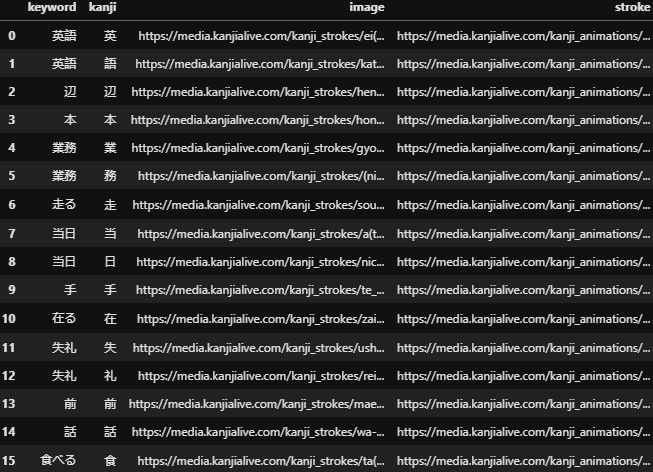 keyword kanji image stroke
0 英語 英 https://media.kanjialive.com/kanji_strokes/ei(... https://media.kanjialive.com/kanji_animations/...
1 英語 語 https://media.kanjialive.com/kanji_strokes/kat... https://media.kanjialive.com/kanji_animations/...
2 辺 辺 https://media.kanjialive.com/kanji_strokes/hen... https://media.kanjialive.com/kanji_animations/...
3 本 本 https://media.kanjialive.com/kanji_strokes/hon... https://media.kanjialive.com/kanji_animations/...
4 業務 業 https://media.kanjialive.com/kanji_strokes/gyo... https://media.kanjialive.com/kanji_animations/...
5 業務 務 https://media.kanjialive.com/kanji_strokes/(ni... https://media.kanjialive.com/kanji_animations/...
6 走る 走 https://media.kanjialive.com/kanji_strokes/sou... https://media.kanjialive.com/kanji_animations/...
7 当日 当 https://media.kanjialive.com/kanji_strokes/a(t... https://media.kanjialive.com/kanji_animations/...
8 当日 日 https://media.kanjialive.com/kanji_strokes/nic... https://media.kanjialive.com/kanji_animations/...
9 手 手 https://media.kanjialive.com/kanji_strokes/te_... https://media.kanjialive.com/kanji_animations/...
10 在る 在 https://media.kanjialive.com/kanji_strokes/zai... https://media.kanjialive.com/kanji_animations/...
11 失礼 失 https://media.kanjialive.com/kanji_strokes/ush... https://media.kanjialive.com/kanji_animations/...
12 失礼 礼 https://media.kanjialive.com/kanji_strokes/rei... https://media.kanjialive.com/kanji_animations/...
13 前 前 https://media.kanjialive.com/kanji_strokes/mae... https://media.kanjialive.com/kanji_animations/...
14 話 話 https://media.kanjialive.com/kanji_strokes/wa-... https://media.kanjialive.com/kanji_animations/...
15 食べる 食 https://media.kanjialive.com/kanji_strokes/ta(... https://media.kanjialive.com/kanji_animations/...